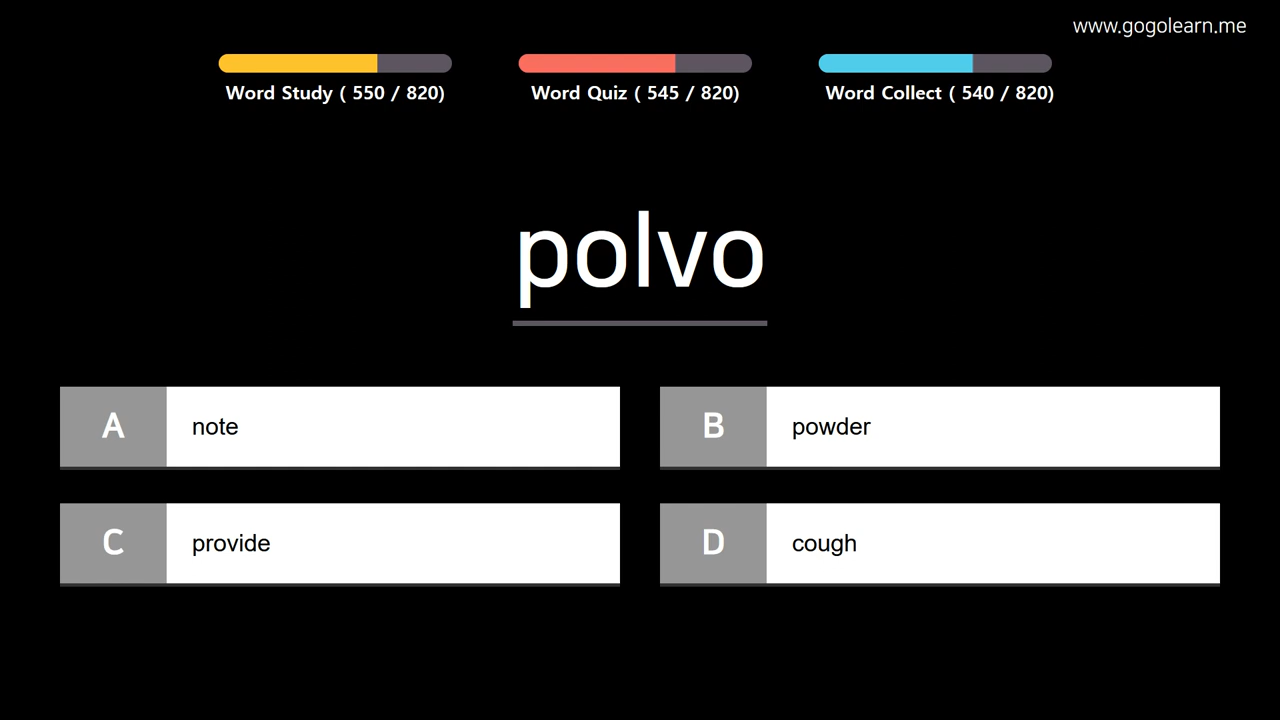 www.gogolearn.me
Word Study ( 550 / 820)
Word Quiz ( 545 / 820)
Word Collect ( 540 / 820)
polvo
A note
B powder
C provide
D cough